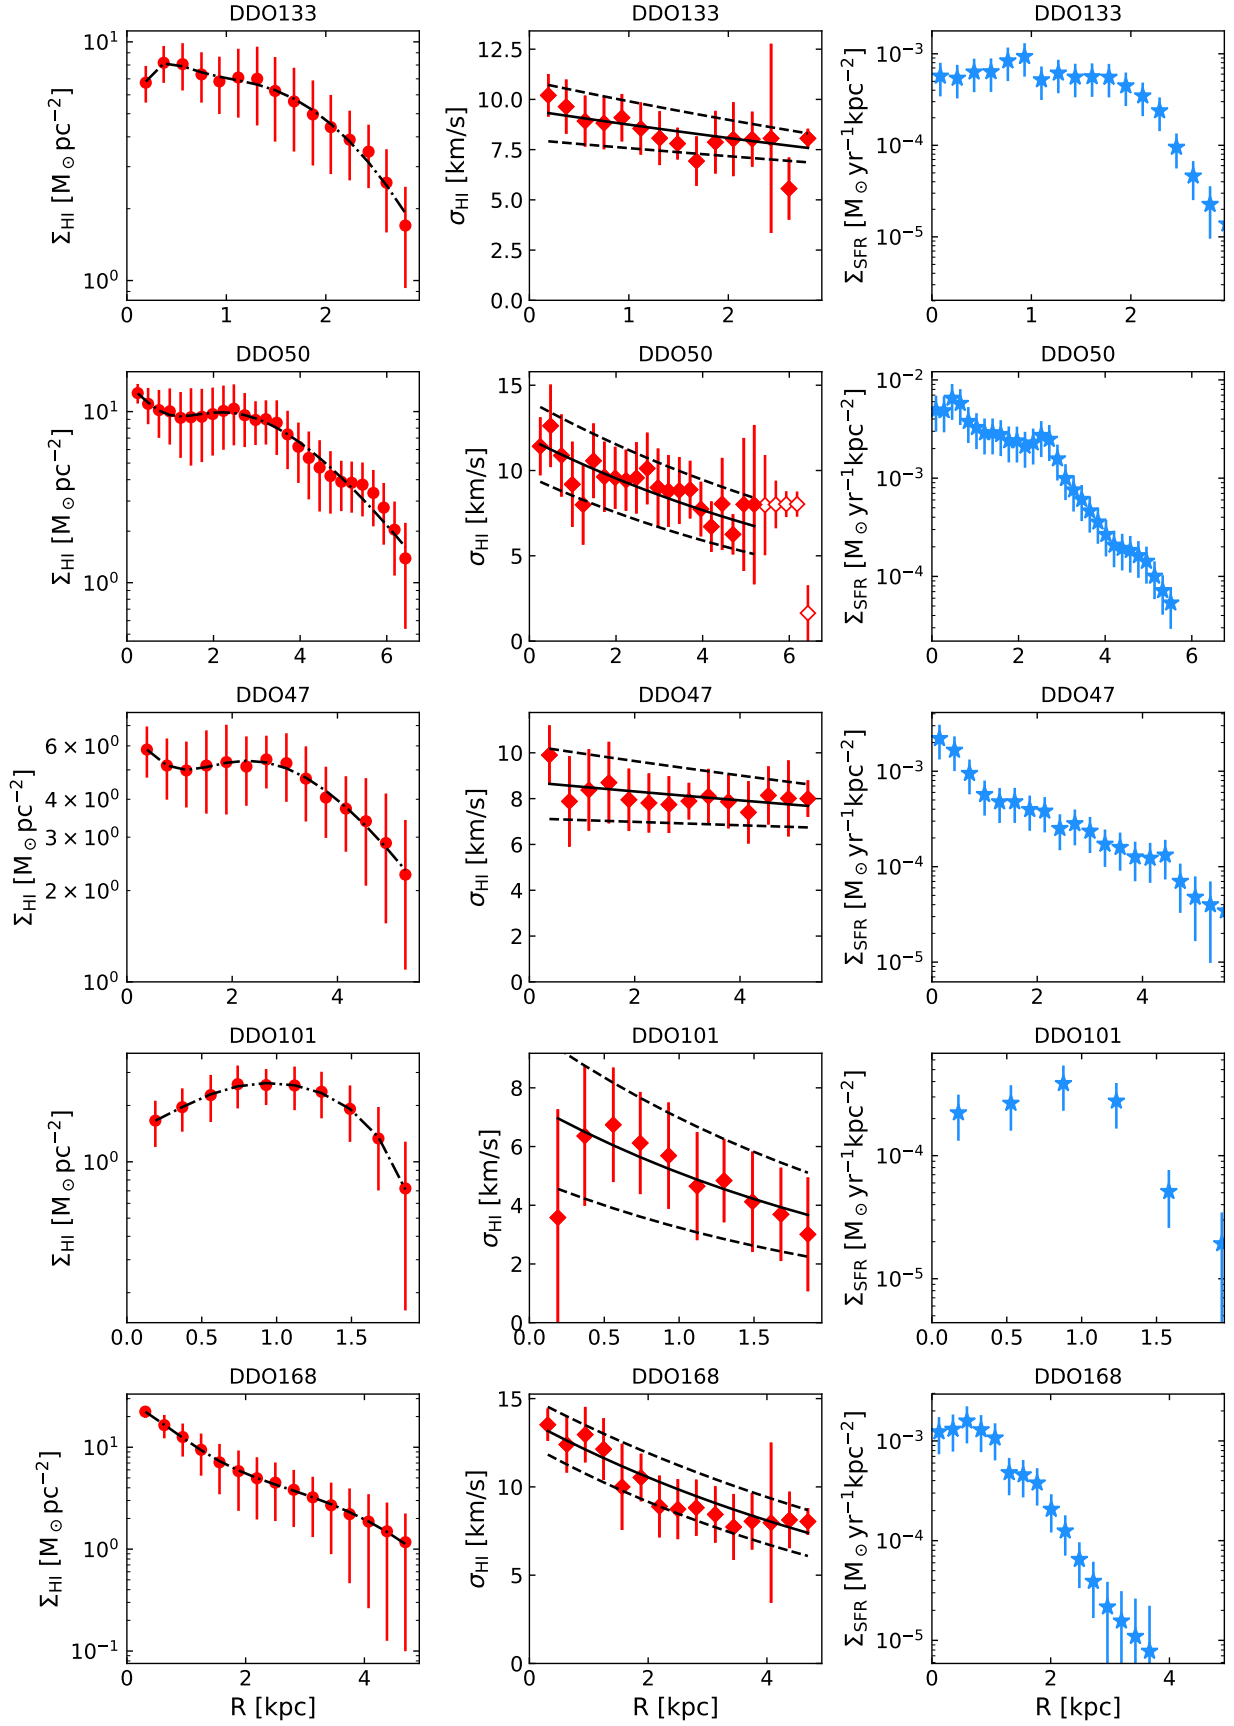 DDO133 DDO133 DDO133
Σ_HI [M_⊙pc⁻²] 10¹ 10⁰
0 1 2
σ_HI [km/s] 12.5 10.0 7.5 5.0 2.5 0.0
0 1 2
Σ_SFR [M_⊙yr⁻¹kpc⁻²] 10⁻³ 10⁻⁴ 10⁻⁵
0 1 2
DDO50 DDO50 DDO50
Σ_HI [M_⊙pc⁻²] 10¹ 10⁰
0 2 4 6
σ_HI [km/s] 15 10 5 0
0 2 4 6
Σ_SFR [M_⊙yr⁻¹kpc⁻²] 10⁻² 10⁻³ 10⁻⁴
0 2 4 6
DDO47 DDO47 DDO47
Σ_HI [M_⊙pc⁻²] 6 × 10⁰ 4 × 10⁰ 3 × 10⁰ 2 × 10⁰ 10⁰
0 2 4
σ_HI [km/s] 10 8 6 4 2 0
0 2 4
Σ_SFR [M_⊙yr⁻¹kpc⁻²] 10⁻³ 10⁻⁴ 10⁻⁵
0 2 4
DDO101 DDO101 DDO101
Σ_HI [M_⊙pc⁻²] 10⁰
0.0 0.5 1.0 1.5
σ_HI [km/s] 8 6 4 2 0
0.0 0.5 1.0 1.5
Σ_SFR [M_⊙yr⁻¹kpc⁻²] 10⁻⁴ 10⁻⁵
0.0 0.5 1.0 1.5
DDO168 DDO168 DDO168
Σ_HI [M_⊙pc⁻²] 10¹ 10⁰ 10⁻¹
0 2 4
R [kpc]
σ_HI [km/s] 15 10 5 0
0 2 4
R [kpc]
Σ_SFR [M_⊙yr⁻¹kpc⁻²] 10⁻³ 10⁻⁴ 10⁻⁵
0 2 4
R [kpc]